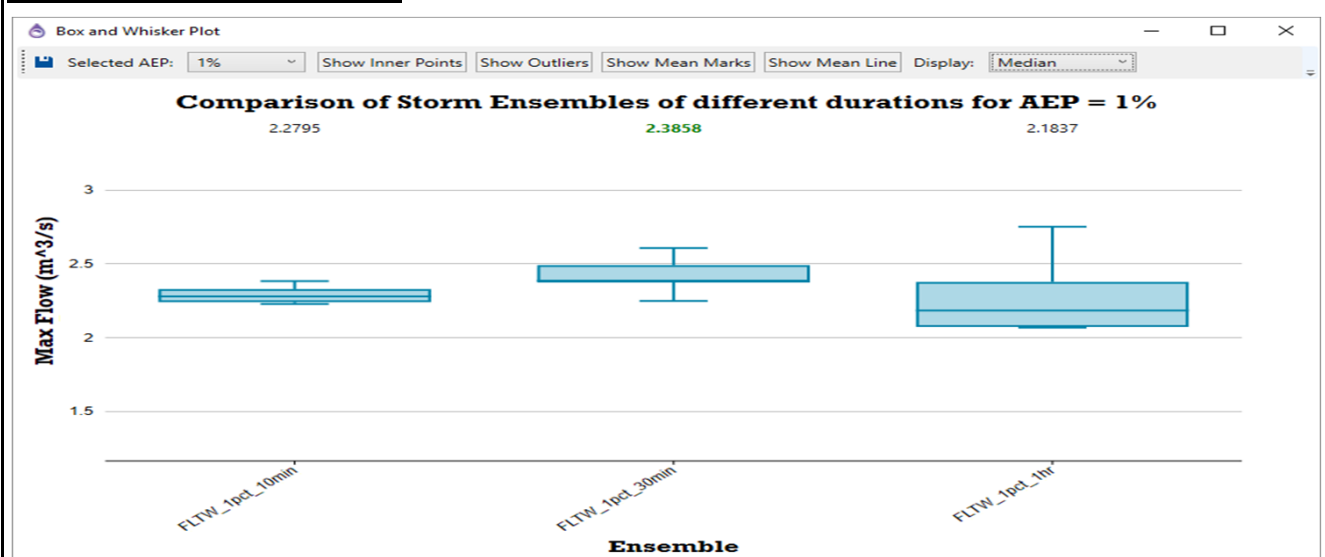 Box and Whisker Plot
Selected AEP: 1% Show Inner Points Show Outliers Show Mean Marks Show Mean Line Display: Median
Comparison of Storm Ensembles of different durations for AEP = 1%
2.2795 2.3858 2.1837
Max Flow (m^3/s)
3
2.5
2
1.5
FLTW_1pct_10min FLTW_1pct_30min FLTW_1pct_1hr
Ensemble